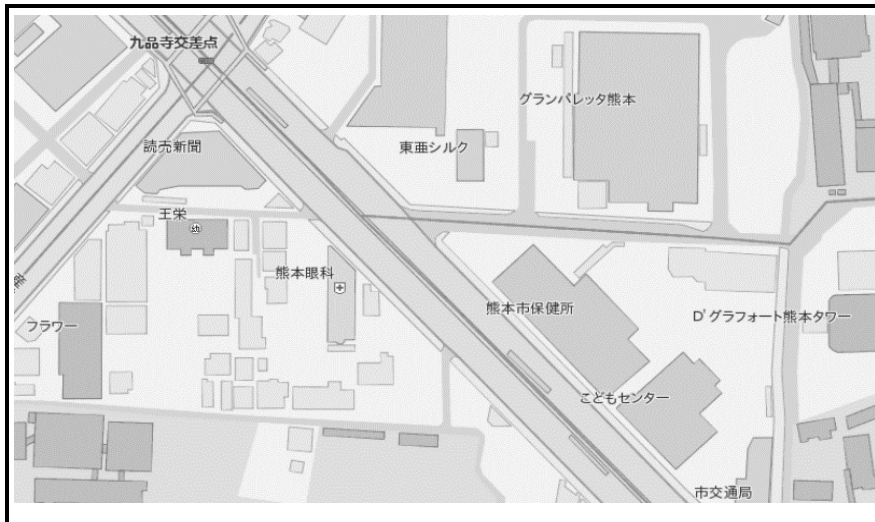 九品寺交差点
グランパレッタ熊本
読売新聞
東亜シルク
王栄
幼
熊本眼科
熊本市保健所
フラワー
D'グラフォート熊本タワー
こどもセンター
市交通局